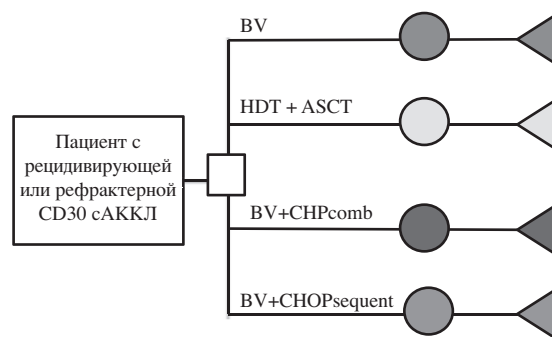 BV
HDT + ASCT
Пациент с
рецидивирующей
или рефрактерной
CD30 сАККЛ
BV+CHPcomb
BV+CHOPsequent